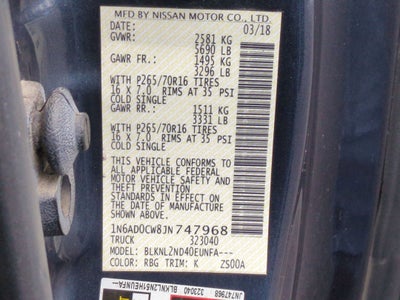 MFD BY NISSAN MOTOR CO., LTD.
DATE: 03/18
GVWR: 2581 KG
5690 LB
GAWR FR.: 1495 KG
3296 LB
WITH P265/70R16 TIRES
16 X 7.0 RIMS AT 35 PSI
COLD SINGLE
GAWR RR.: 1511 KG
3331 LB
WITH P265/70R16 TIRES
16 X 7.0 RIMS AT 35 PSI
COLD SINGLE
THIS VEHICLE CONFORMS TO
ALL APPLICABLE FEDERAL
MOTOR VEHICLE SAFETY AND
THEFT PREVENTION STANDARDS
IN EFFECT ON THE DATE OF
MANUFACTURE SHOWN ABOVE.
1N6AD0CW8JN747968
TRUCK 323040
MODEL: BLKNL2ND40EUNFA---
COLOR: RBG TRIM: K ZS00A
JN747968 323040